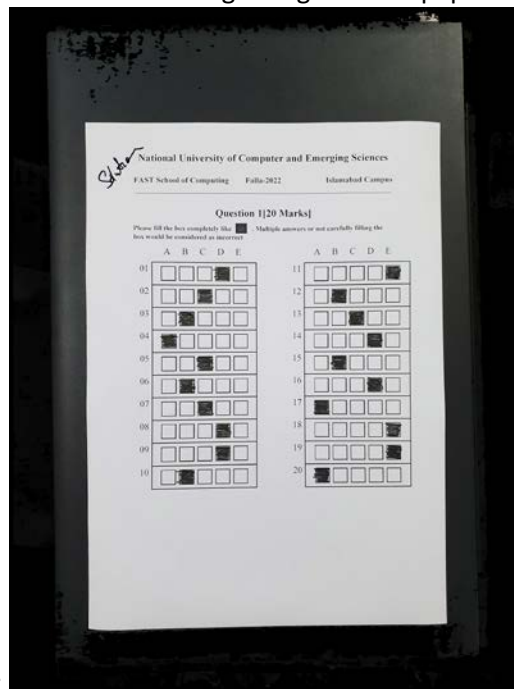 National University of Computer and Emerging Sciences
FAST School of Computing Falla-2022 Islamabad Campus
Question 1[20 Marks]
Please fill the box completely like . Multiple answers or not carefully filling the
box would be considered as incorrect
A B C D E
01
02
03
04
05
06
07
08
09
10
A B C D E
11
12
13
14
15
16
17
18
19
20